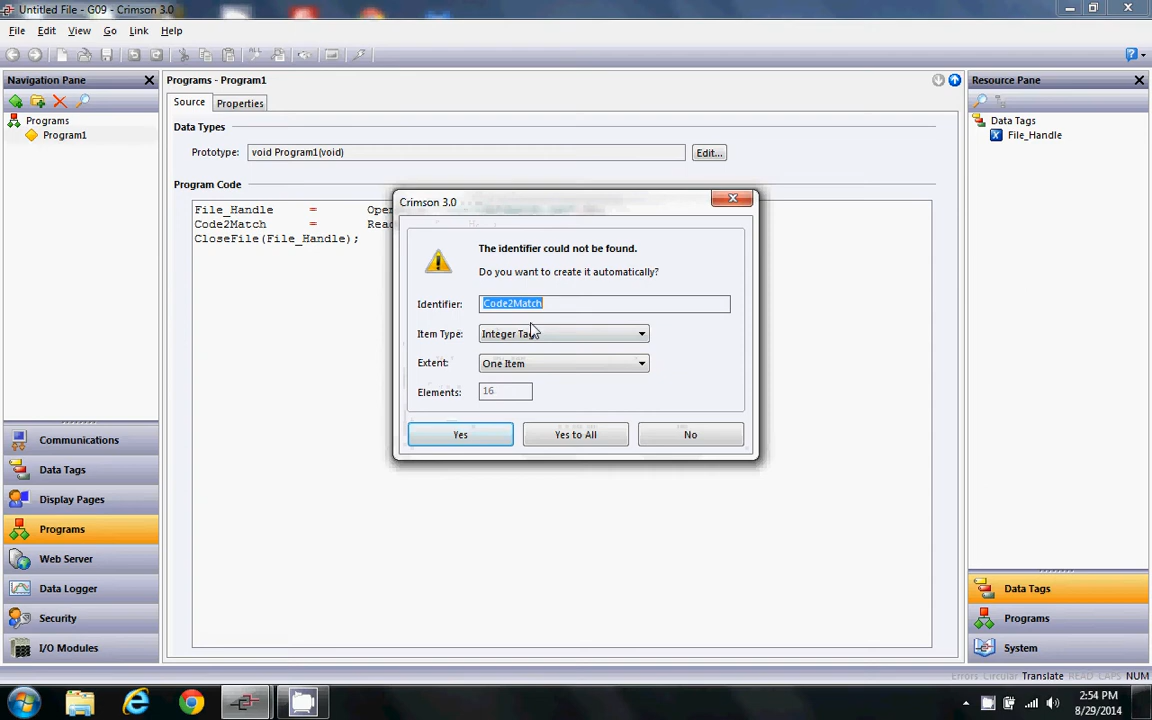 Untitled File - G09 - Crimson 3.0
File Edit View Go Link Help
Navigation Pane
Programs
Program1
Communications
Data Tags
Display Pages
Programs
Web Server
Data Logger
Security
I/O Modules
Programs - Program1
Source Properties
Data Types
Prototype: void Program1(void) Edit...
Program Code
File_Handle =
Code2Match =
CloseFile(File_Handle);
Crimson 3.0
The identifier could not be found.
Do you want to create it automatically?
Identifier: Code2Match
Item Type: Integer Tag
Extent: One Item
Elements: 16
Yes Yes to All No
Resource Pane
Data Tags
File_Handle
Data Tags
Programs
System
Errors Circular Translate READ CAPS NUM
2:54 PM
8/29/2014